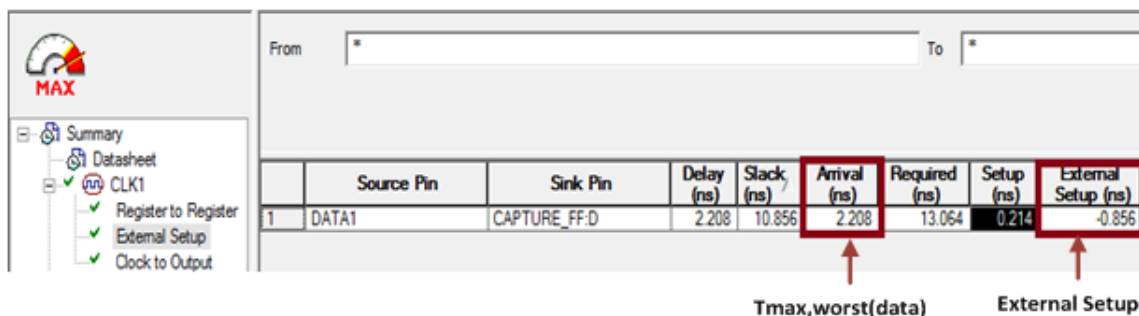 From * To *
MAX
Summary
Datasheet
CLK1
Register to Register
External Setup
Clock to Output
Source Pin Sink Pin Delay (ns) Slack (ns) Arrival (ns) Required (ns) Setup (ns) External Setup (ns)
1 DATA1 CAPTURE_FF:D 2.208 10.856 2.208 13.064 0.214 -0.856
Tmax,worst(data) External Setup